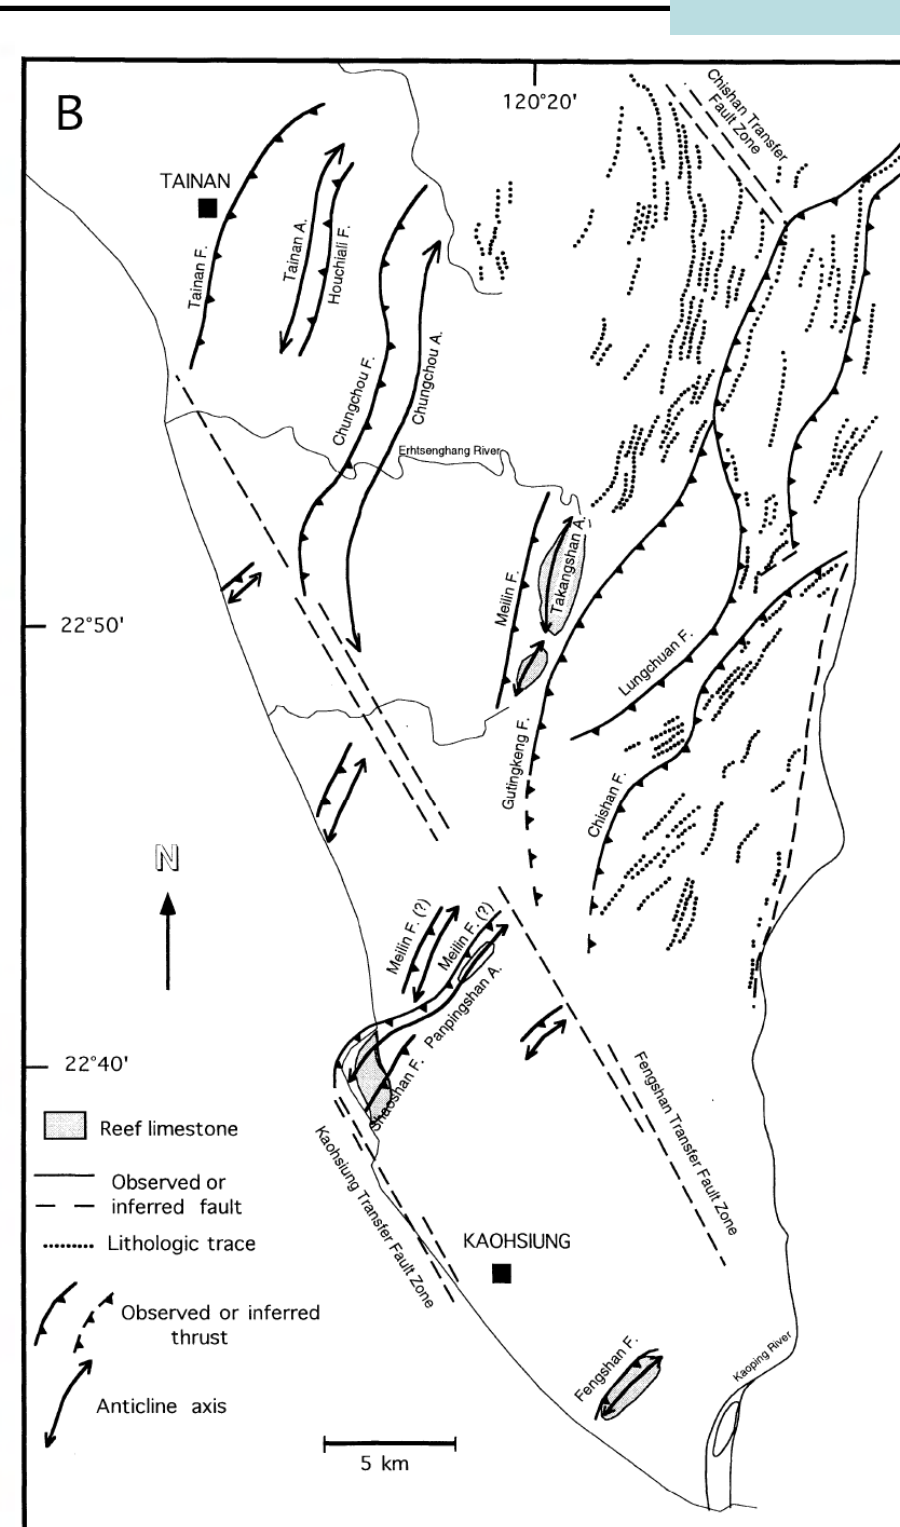 B
120°20'
Chishan Transfer
Fault Zone
TAINAN
Tainan F.
Tainan A.
Houchiali F.
Chungchou F.
Chungchou A.
Erhtsenghang River
Meilin F.
Takangshan A.
22°50'
Lungchuan F.
Gutingkeng F.
Chishan F.
N
Meilin F. (?)
Meilin F. (?)
Panpingshan A.
Shaoshan F.
22°40'
Fengshan Transfer Fault Zone
Kaohsiung Transfer Fault Zone
Reef limestone
Observed or
inferred fault
Lithologic trace
Observed or inferred
thrust
Anticline axis
KAOHSIUNG
Fengshan F.
Kaoping River
5 km